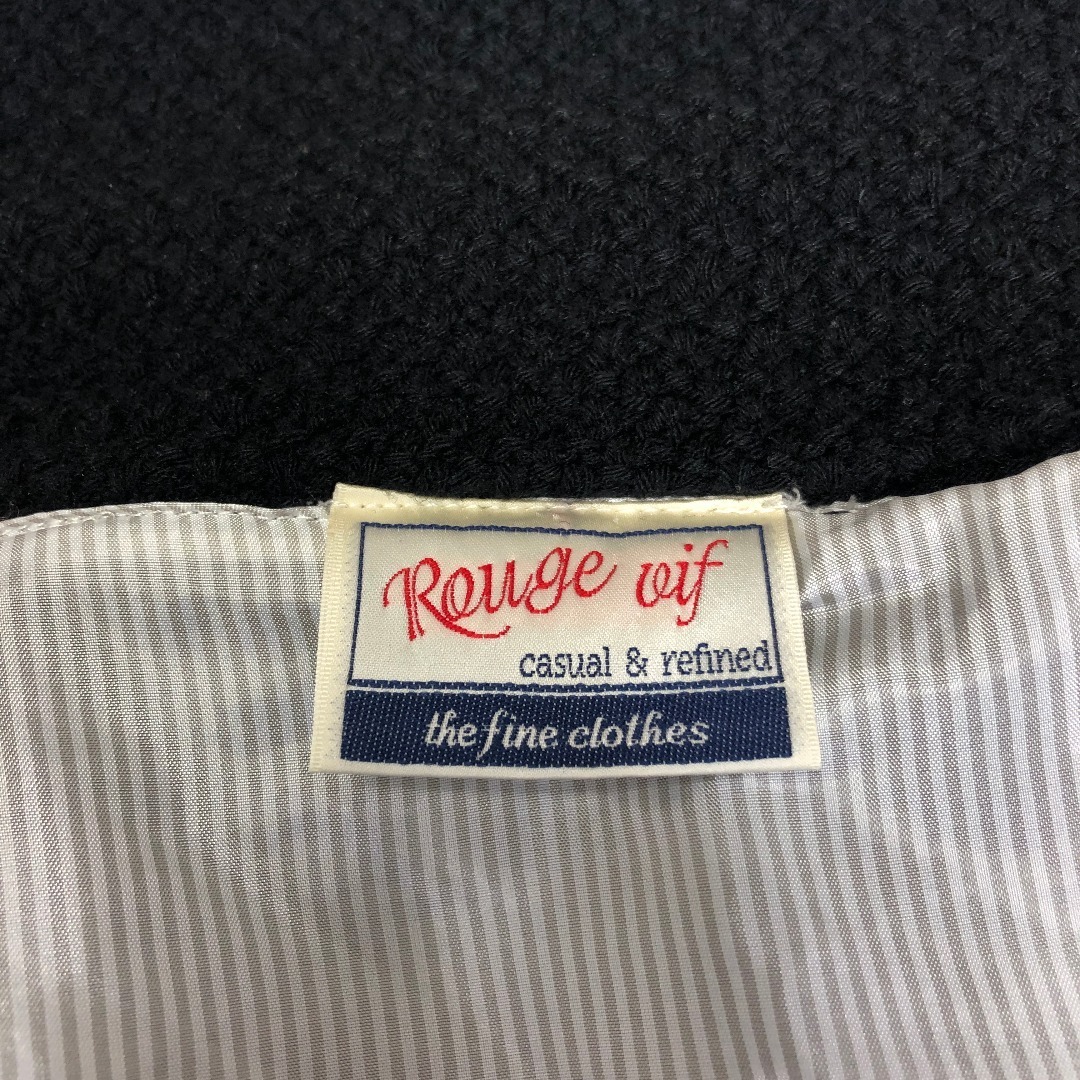 Rouge vif
casual & refined
the fine clothes